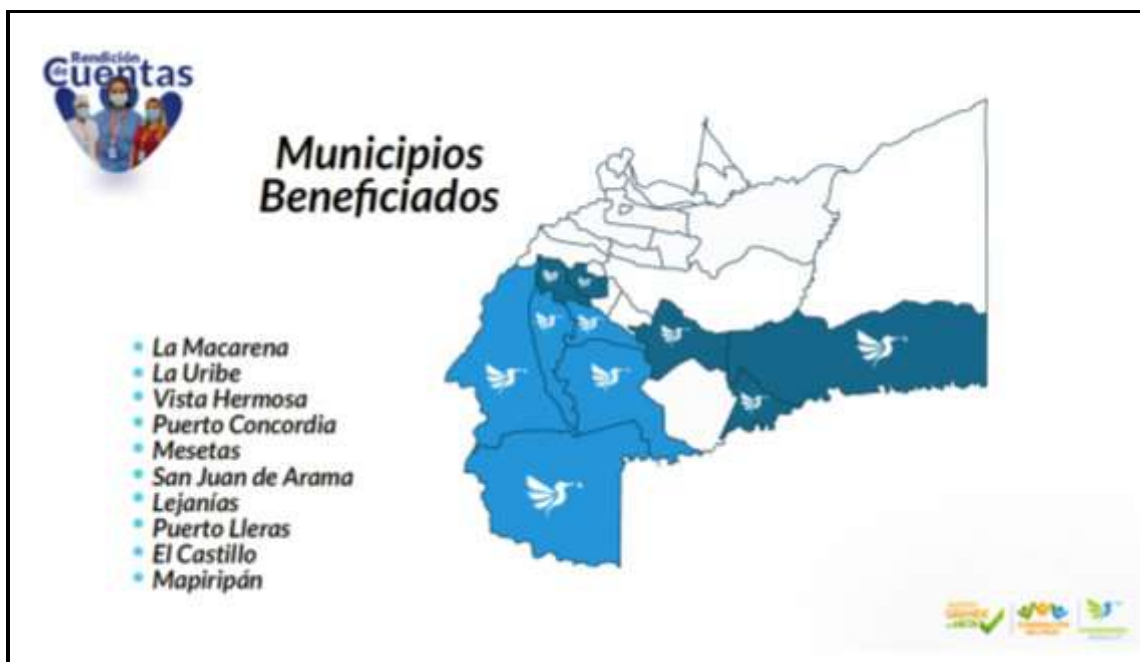 Rendición
de
Cuentas
Municipios
Beneficiados
La Macarena
La Uribe
Vista Hermosa
Puerto Concordia
Mesetas
San Juan de Arama
Lejanías
Puerto Lleras
El Castillo
Mapiripán